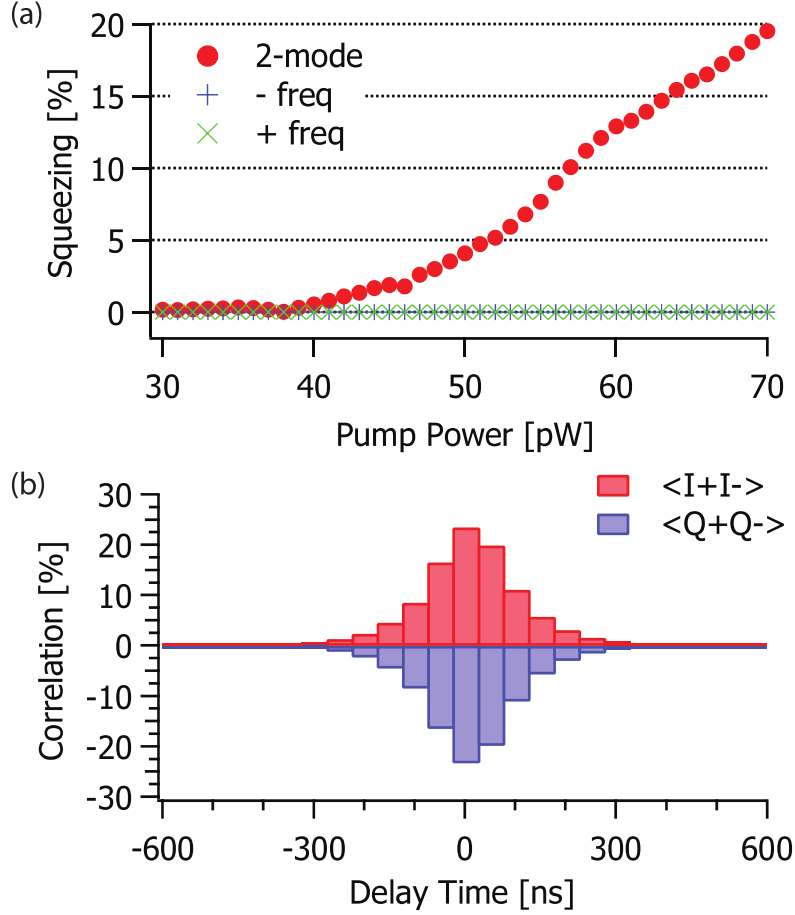 (a)
20
15
10
5
0
Squeezing [%]
2-mode
- freq
+ freq
30 40 50 60 70
Pump Power [pW]
(b)
30
20
10
0
-10
-20
-30
Correlation [%]
<I+I->
<Q+Q->
-600 -300 0 300 600
Delay Time [ns]